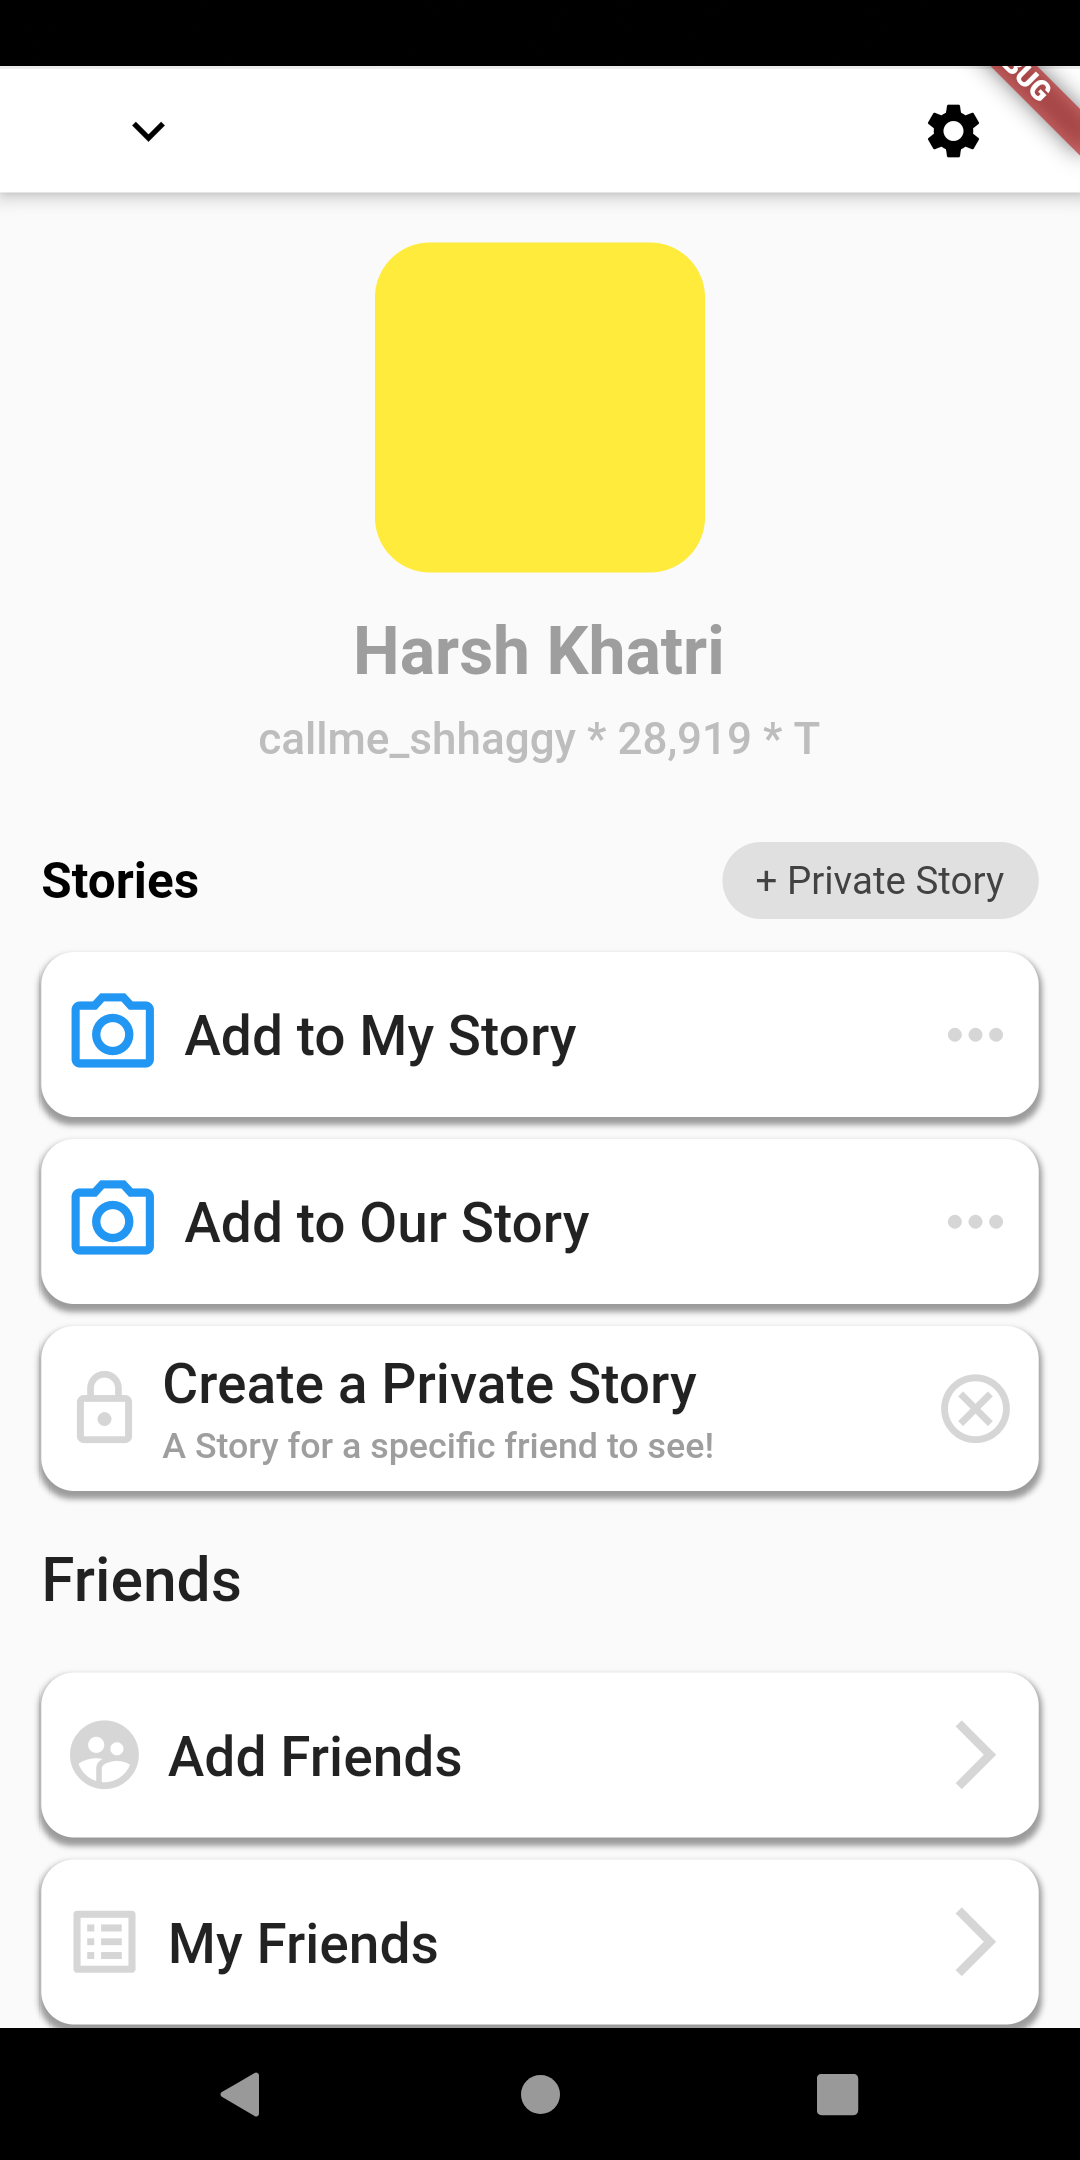 BUG
Harsh Khatri
callme_shhaggy * 28,919 * T
Stories
+ Private Story
Add to My Story
Add to Our Story
Create a Private Story
A Story for a specific friend to see!
Friends
Add Friends
My Friends